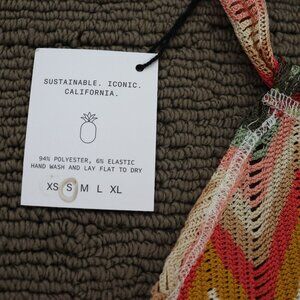 SUSTAINABLE. ICONIC.
CALIFORNIA.
94% POLYESTER, 6% ELASTIC
HAND WASH AND LAY FLAT TO DRY
XS S M L XL